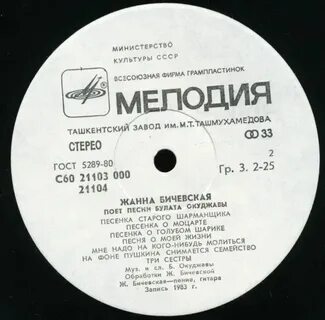 МИНИСТЕРСТВО
КУЛЬТУРЫ СССР
ВСЕСОЮЗНАЯ ФИРМА ГРАМПЛАСТИНОК
МЕЛОДИЯ
ТАШКЕНТСКИЙ ЗАВОД ИМ. М.Т. ТАШМУХАМЕДОВА
СТЕРЕО
33
ГОСТ 5289-80
2
С60 21103 000
21104
Гр. 3. 2-25
ЖАННА БИЧЕВСКАЯ
ПОЕТ ПЕСНИ БУЛАТА ОКУДЖАВЫ
ПЕСЕНКА СТАРОГО ШАРМАНЩИКА
ПЕСЕНКА О МОЦАРТЕ
ПЕСЕНКА О ГОЛУБОМ ШАРИКЕ
ПЕСНЯ О МОЕЙ ЖИЗНИ
МНЕ НАДО НА КОГО-НИБУДЬ МОЛИТЬСЯ
НА ФОНЕ ПУШКИНА СНИМАЕТСЯ СЕМЕЙСТВО
ТРИ СЕСТРЫ
Муз. и сл. Б. Окуджавы
Обработки Ж. Бичевской
Ж. Бичевская—пение, гитара
Запись 1983 г.